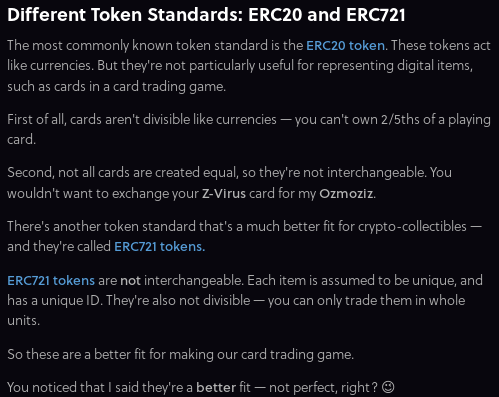 Different Token Standards: ERC20 and ERC721
The most commonly known token standard is the ERC20 token. These tokens act
like currencies. But they're not particularly useful for representing digital items,
such as cards in a card trading game.
First of all, cards aren't divisible like currencies — you can't own 2/5ths of a playing
card.
Second, not all cards are created equal, so they're not interchangeable. You
wouldn't want to exchange your Z-Virus card for my Ozmoziz.
There's another token standard that's a much better fit for crypto-collectibles —
and they're called ERC721 tokens.
ERC721 tokens are not interchangeable. Each item is assumed to be unique, and
has a unique ID. They're also not divisible — you can only trade them in whole
units.
So these are a better fit for making our card trading game.
You noticed that I said they're a better fit — not perfect, right? 😉